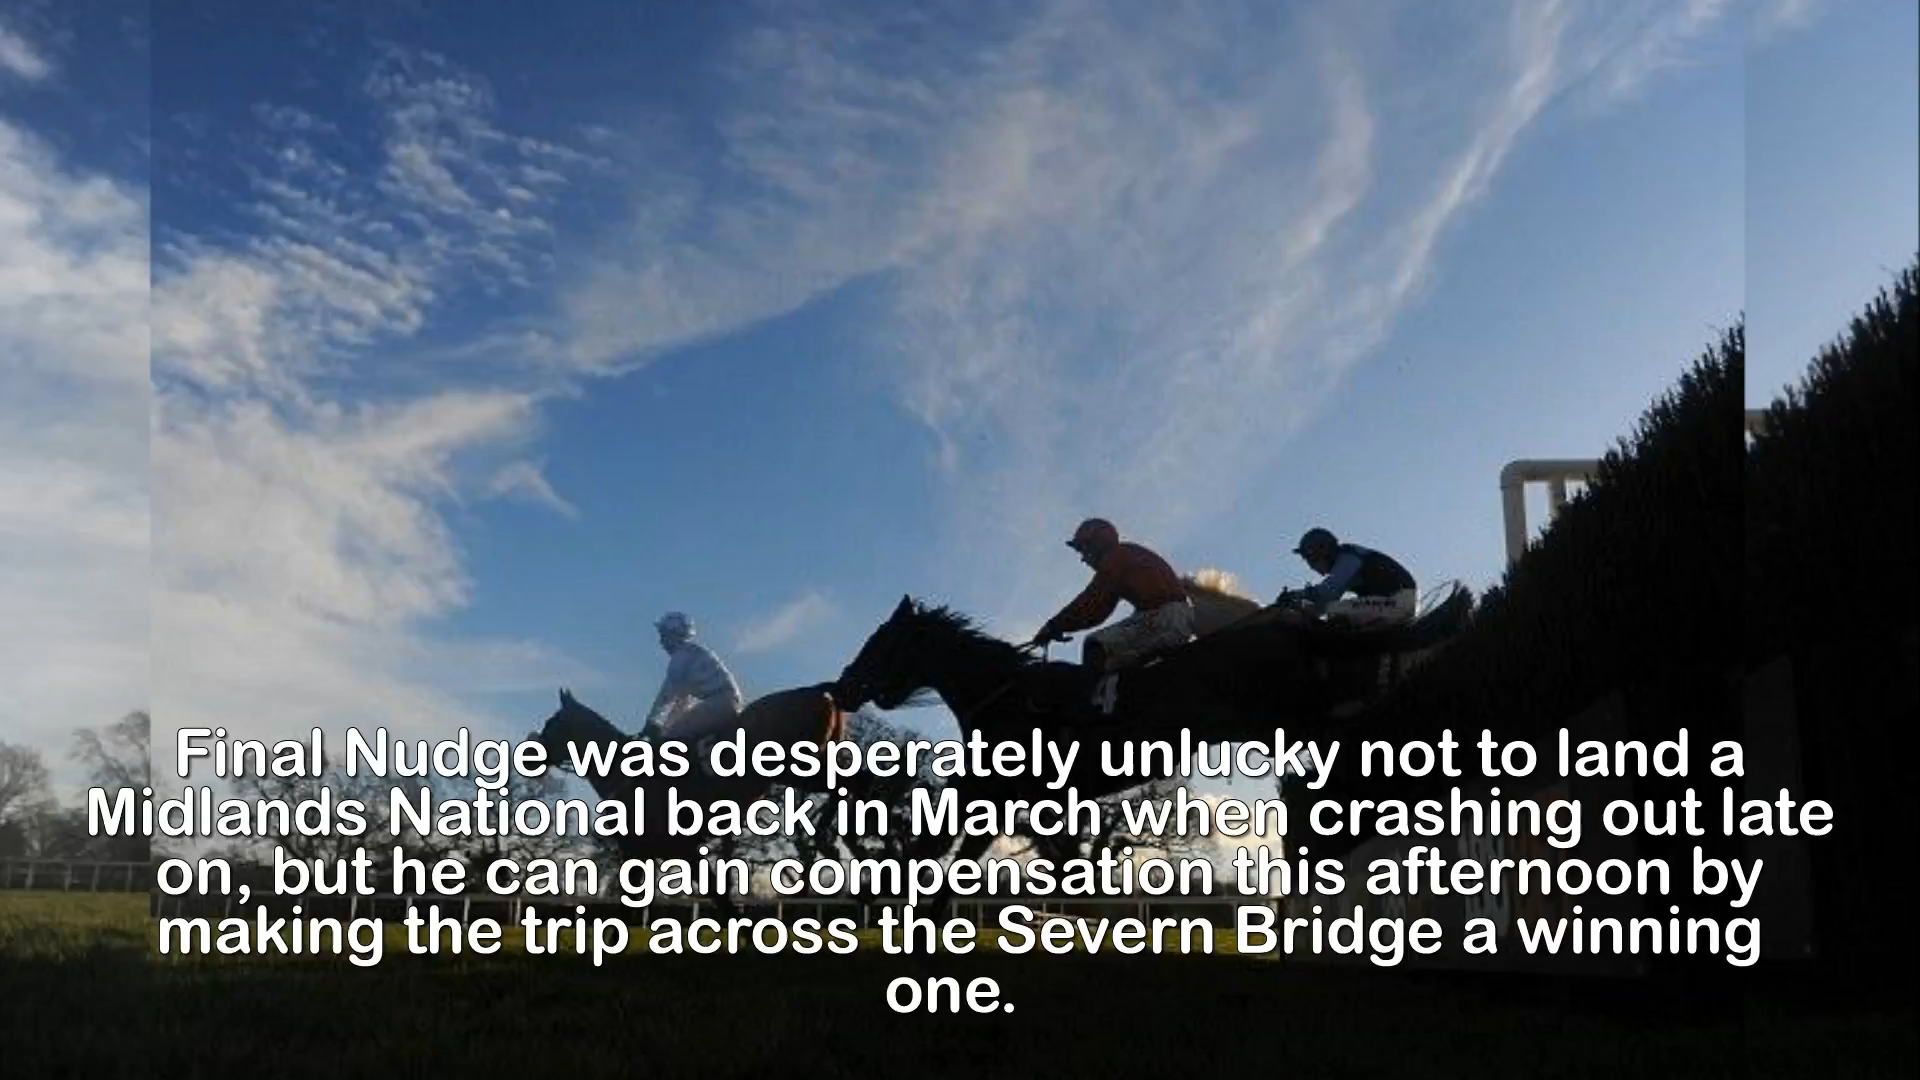 Final Nudge was desperately unlucky not to land a
Midlands National back in March when crashing out late
on, but he can gain compensation this afternoon by
making the trip across the Severn Bridge a winning
one.
4